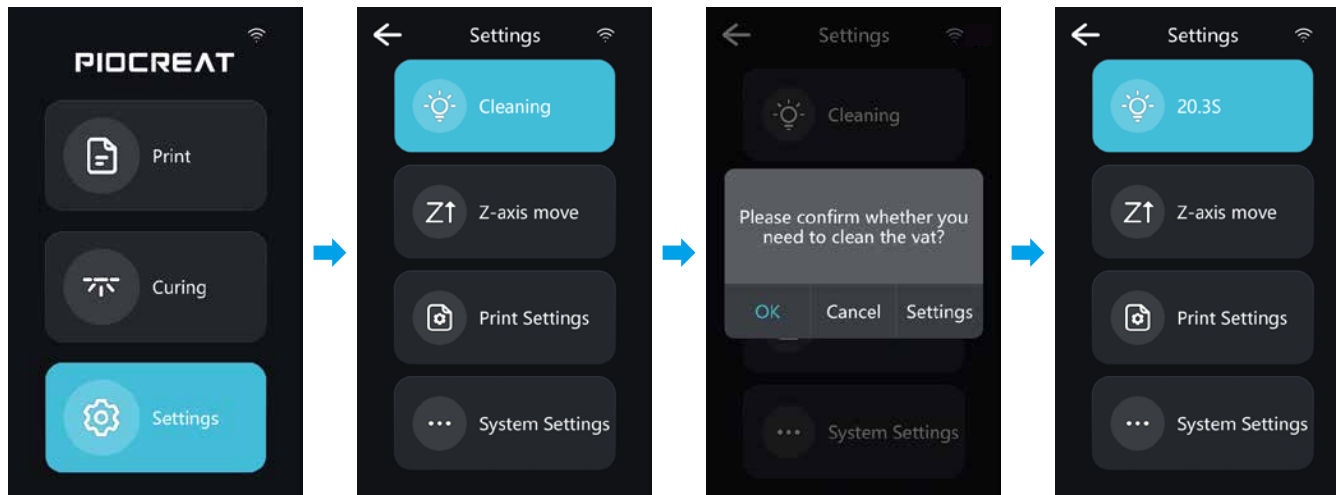 PIOCREAT
Print
Curing
Settings
Settings
Cleaning
Z↑ Z-axis move
Print Settings
System Settings
Settings
Cleaning
Please confirm whether you
need to clean the vat?
OK Cancel Settings
System Settings
Settings
20.3S
Z↑ Z-axis move
Print Settings
System Settings